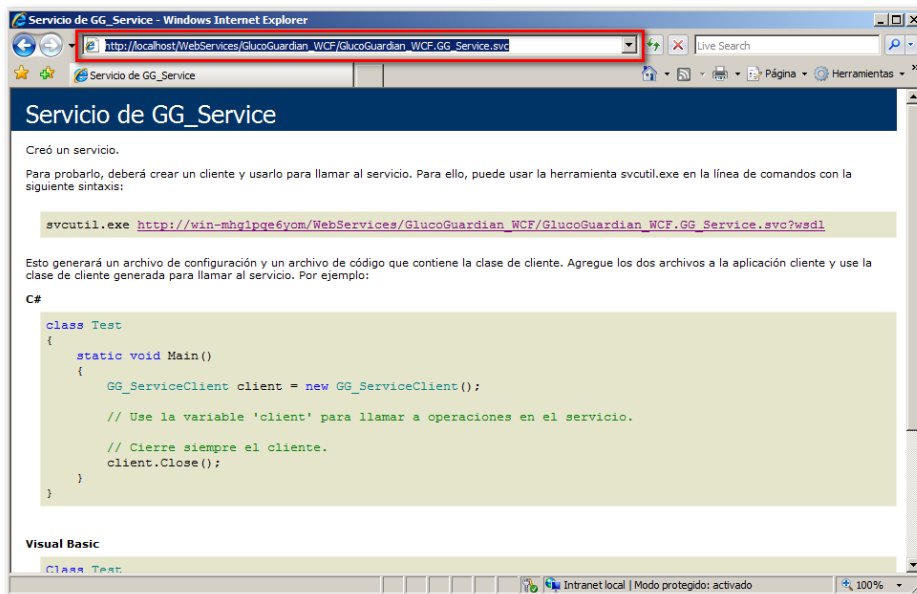 Servicio de GG_Service - Windows Internet Explorer
http://localhost/WebServices/GlucoGuardian_WCF/GlucoGuardian_WCF.GG_Service.svc
Live Search
Servicio de GG_Service
Página
Herramientas
Servicio de GG_Service
Creó un servicio.
Para probarlo, deberá crear un cliente y usarlo para llamar al servicio. Para ello, puede usar la herramienta svcutil.exe en la línea de comandos con la
siguiente sintaxis:
svcutil.exe http://win-mhg1pqe6yom/WebServices/GlucoGuardian_WCF/GlucoGuardian_WCF.GG_Service.svc?wsdl
Esto generará un archivo de configuración y un archivo de código que contiene la clase de cliente. Agregue los dos archivos a la aplicación cliente y use la
clase de cliente generada para llamar al servicio. Por ejemplo:
C#
class Test
{
static void Main()
{
GG_ServiceClient client = new GG_ServiceClient();
// Use la variable 'client' para llamar a operaciones en el servicio.
// Cierre siempre el cliente.
client.Close();
}
}
Visual Basic
Class Test
Intranet local | Modo protegido: activado
100%